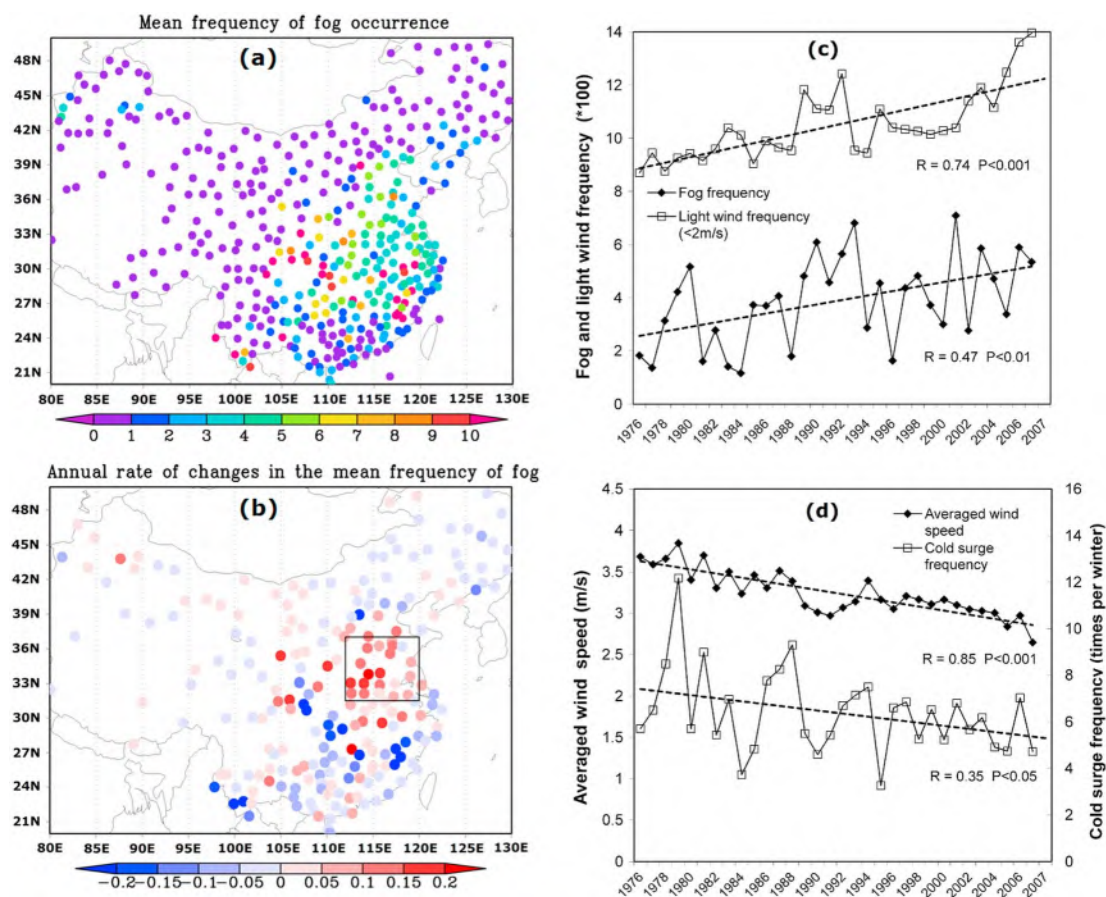 Mean frequency of fog occurrence
(a)
48N
45N
42N
39N
36N
33N
30N
27N
24N
21N
80E 85E 90E 95E 100E 105E 110E 115E 120E 125E 130E
0 1 2 3 4 5 6 7 8 9 10
Annual rate of changes in the mean frequency of fog
(b)
48N
45N
42N
39N
36N
33N
30N
27N
24N
21N
80E 85E 90E 95E 100E 105E 110E 115E 120E 125E 130E
-0.2 -0.15 -0.1 -0.05 0 0.05 0.1 0.15 0.2
(c)
Fog and light wind frequency (*100)
14
12
10
8
6
4
2
0
R = 0.74 P<0.001
Fog frequency
Light wind frequency
(<2m/s)
R = 0.47 P<0.01
1976 1978 1980 1982 1984 1986 1988 1990 1992 1994 1996 1998 2000 2002 2004 2006 2007
(d)
Averaged wind speed (m/s)
4.5
4
3.5
3
2.5
2
1.5
1
0.5
0
Averaged wind
speed
Cold surge
frequency
R = 0.85 P<0.001
R = 0.35 P<0.05
16
14
12
10
8
6
4
2
0
Cold surge frequency (times per winter)
1976 1978 1980 1982 1984 1986 1988 1990 1992 1994 1996 1998 2000 2002 2004 2006 2007